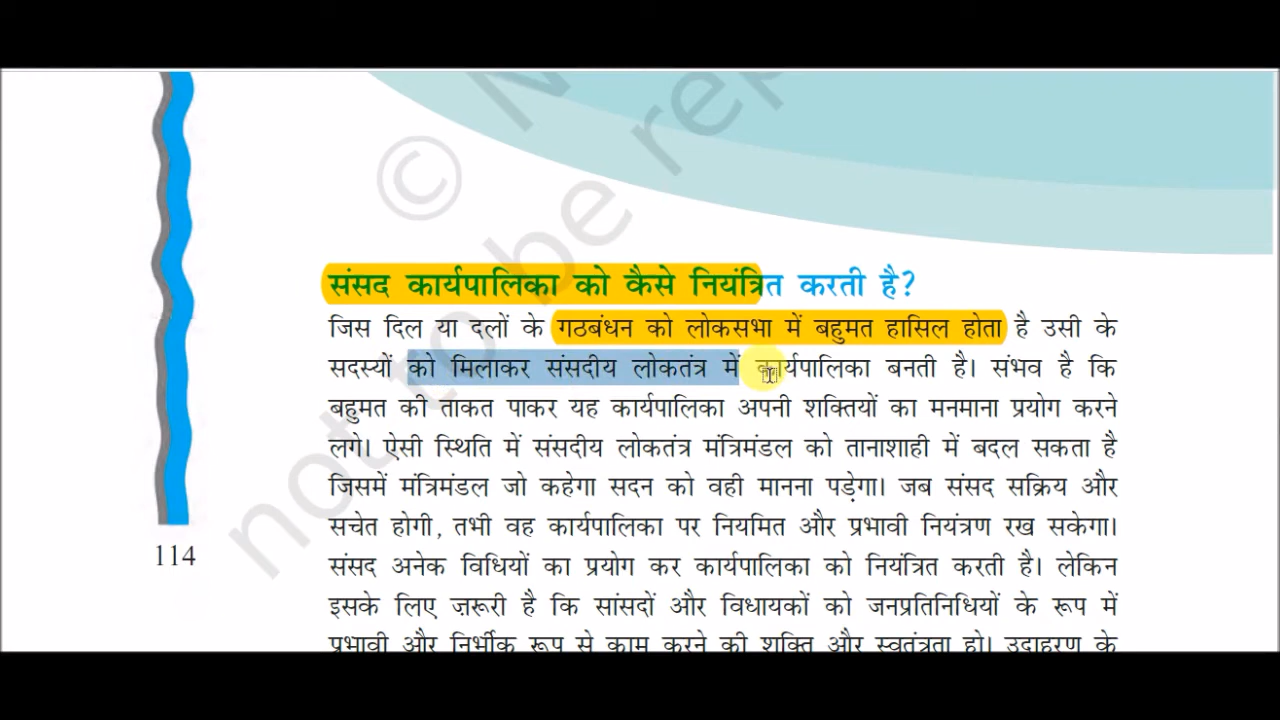 © N
not to be rep
संसद कार्यपालिका को कैसे नियंत्रित करती है?
जिस दिल या दलों के गठबंधन को लोकसभा में बहुमत हासिल होता है उसी के
सदस्यों को मिलाकर संसदीय लोकतंत्र में कार्यपालिका बनती है। संभव है कि
बहुमत की ताकत पाकर यह कार्यपालिका अपनी शक्तियों का मनमाना प्रयोग करने
लगे। ऐसी स्थिति में संसदीय लोकतंत्र मंत्रिमंडल को तानाशाही में बदल सकता है
जिसमें मंत्रिमंडल जो कहेगा सदन को वही मानना पड़ेगा। जब संसद सक्रिय और
सचेत होगी, तभी वह कार्यपालिका पर नियमित और प्रभावी नियंत्रण रख सकेगा।
संसद अनेक विधियों का प्रयोग कर कार्यपालिका को नियंत्रित करती है। लेकिन
इसके लिए ज़रूरी है कि सांसदों और विधायकों को जनप्रतिनिधियों के रूप में
प्रभावी और निर्भीक रूप से काम करने की शक्ति और स्वतंत्रता हो। उदाहरण के
114